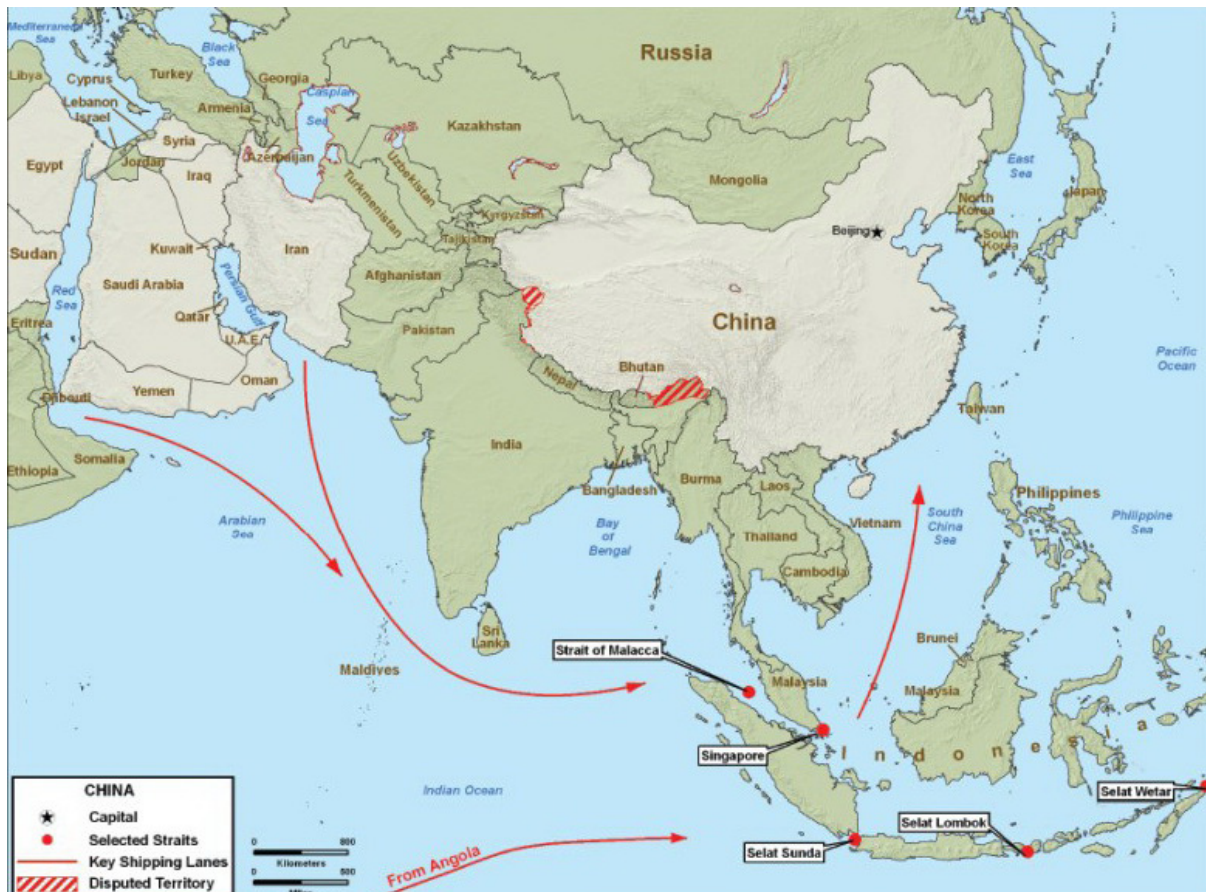 Mediterranean Sea
Black
Sea
Russia
Libya
Cyprus
Turkey
Georgia
Lebanon
Israel
Armenia
Caspian
Sea
Kazakhstan
Syria
Azerbaijan
Uzbekistan
Mongolia
East
Sea
Egypt
Jordan
Iraq
Turkmenistan
Kyrgyzstan
North
Korea
Japan
Beijing
South
Korea
Tajikistan
Sudan
Kuwait
Iran
Afghanistan
Red
Sea
Saudi Arabia
Persian Gulf
Qatar
China
Eritrea
U.A.E.
Pakistan
Pacific
Ocean
Yemen
Oman
Nepal
Bhutan
Djibouti
Taiwan
Ethiopia
Somalia
India
Burma
Laos
Bangladesh
Philippines
Arabian
Sea
Bay
of
Bengal
Vietnam
South
China
Sea
Philippine
Sea
Thailand
Cambodia
Sri
Lanka
Brunei
Strait of Malacca
Maldives
Malaysia
Malaysia
Singapore
Indonesia
Indian Ocean
Selat Wetar
Selat Lombok
Selat Sunda
From Angola
CHINA
Capital
Selected Straits
Key Shipping Lanes
Disputed Territory
0 800
Kilometers
0 500